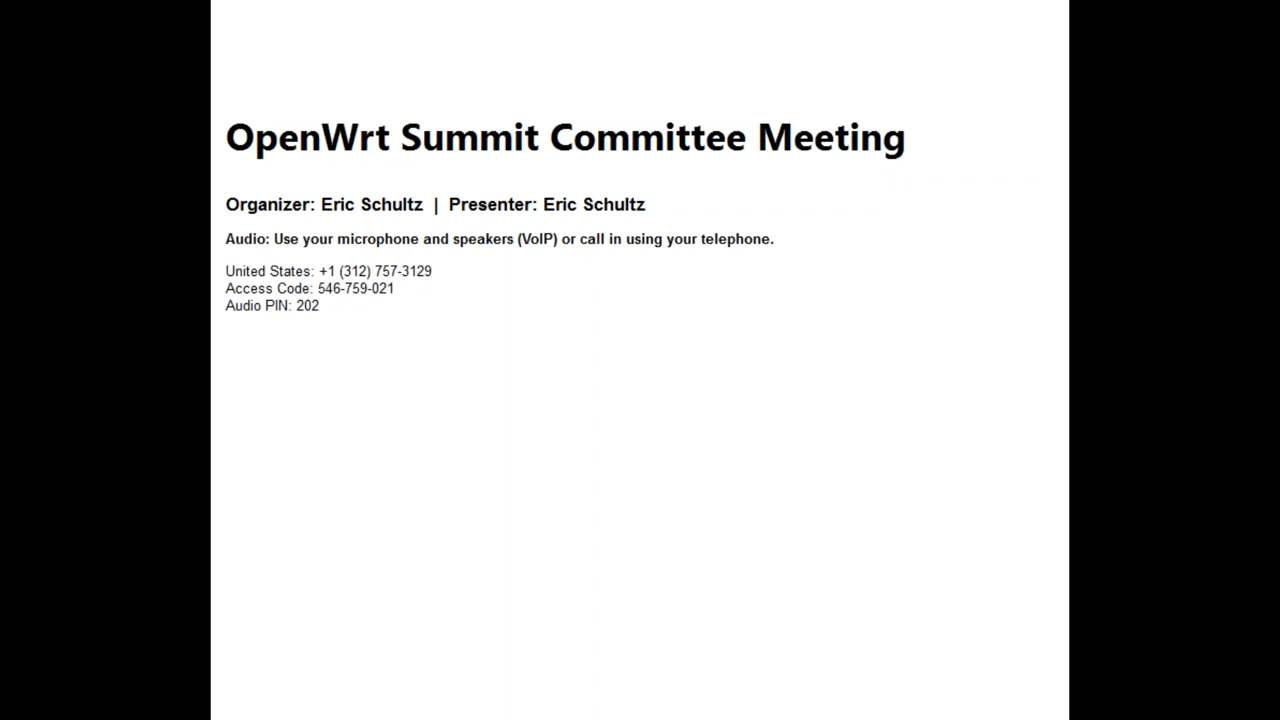 OpenWrt Summit Committee Meeting
Organizer: Eric Schultz | Presenter: Eric Schultz
Audio: Use your microphone and speakers (VoIP) or call in using your telephone.
United States: +1 (312) 757-3129
Access Code: 546-759-021
Audio PIN: 202